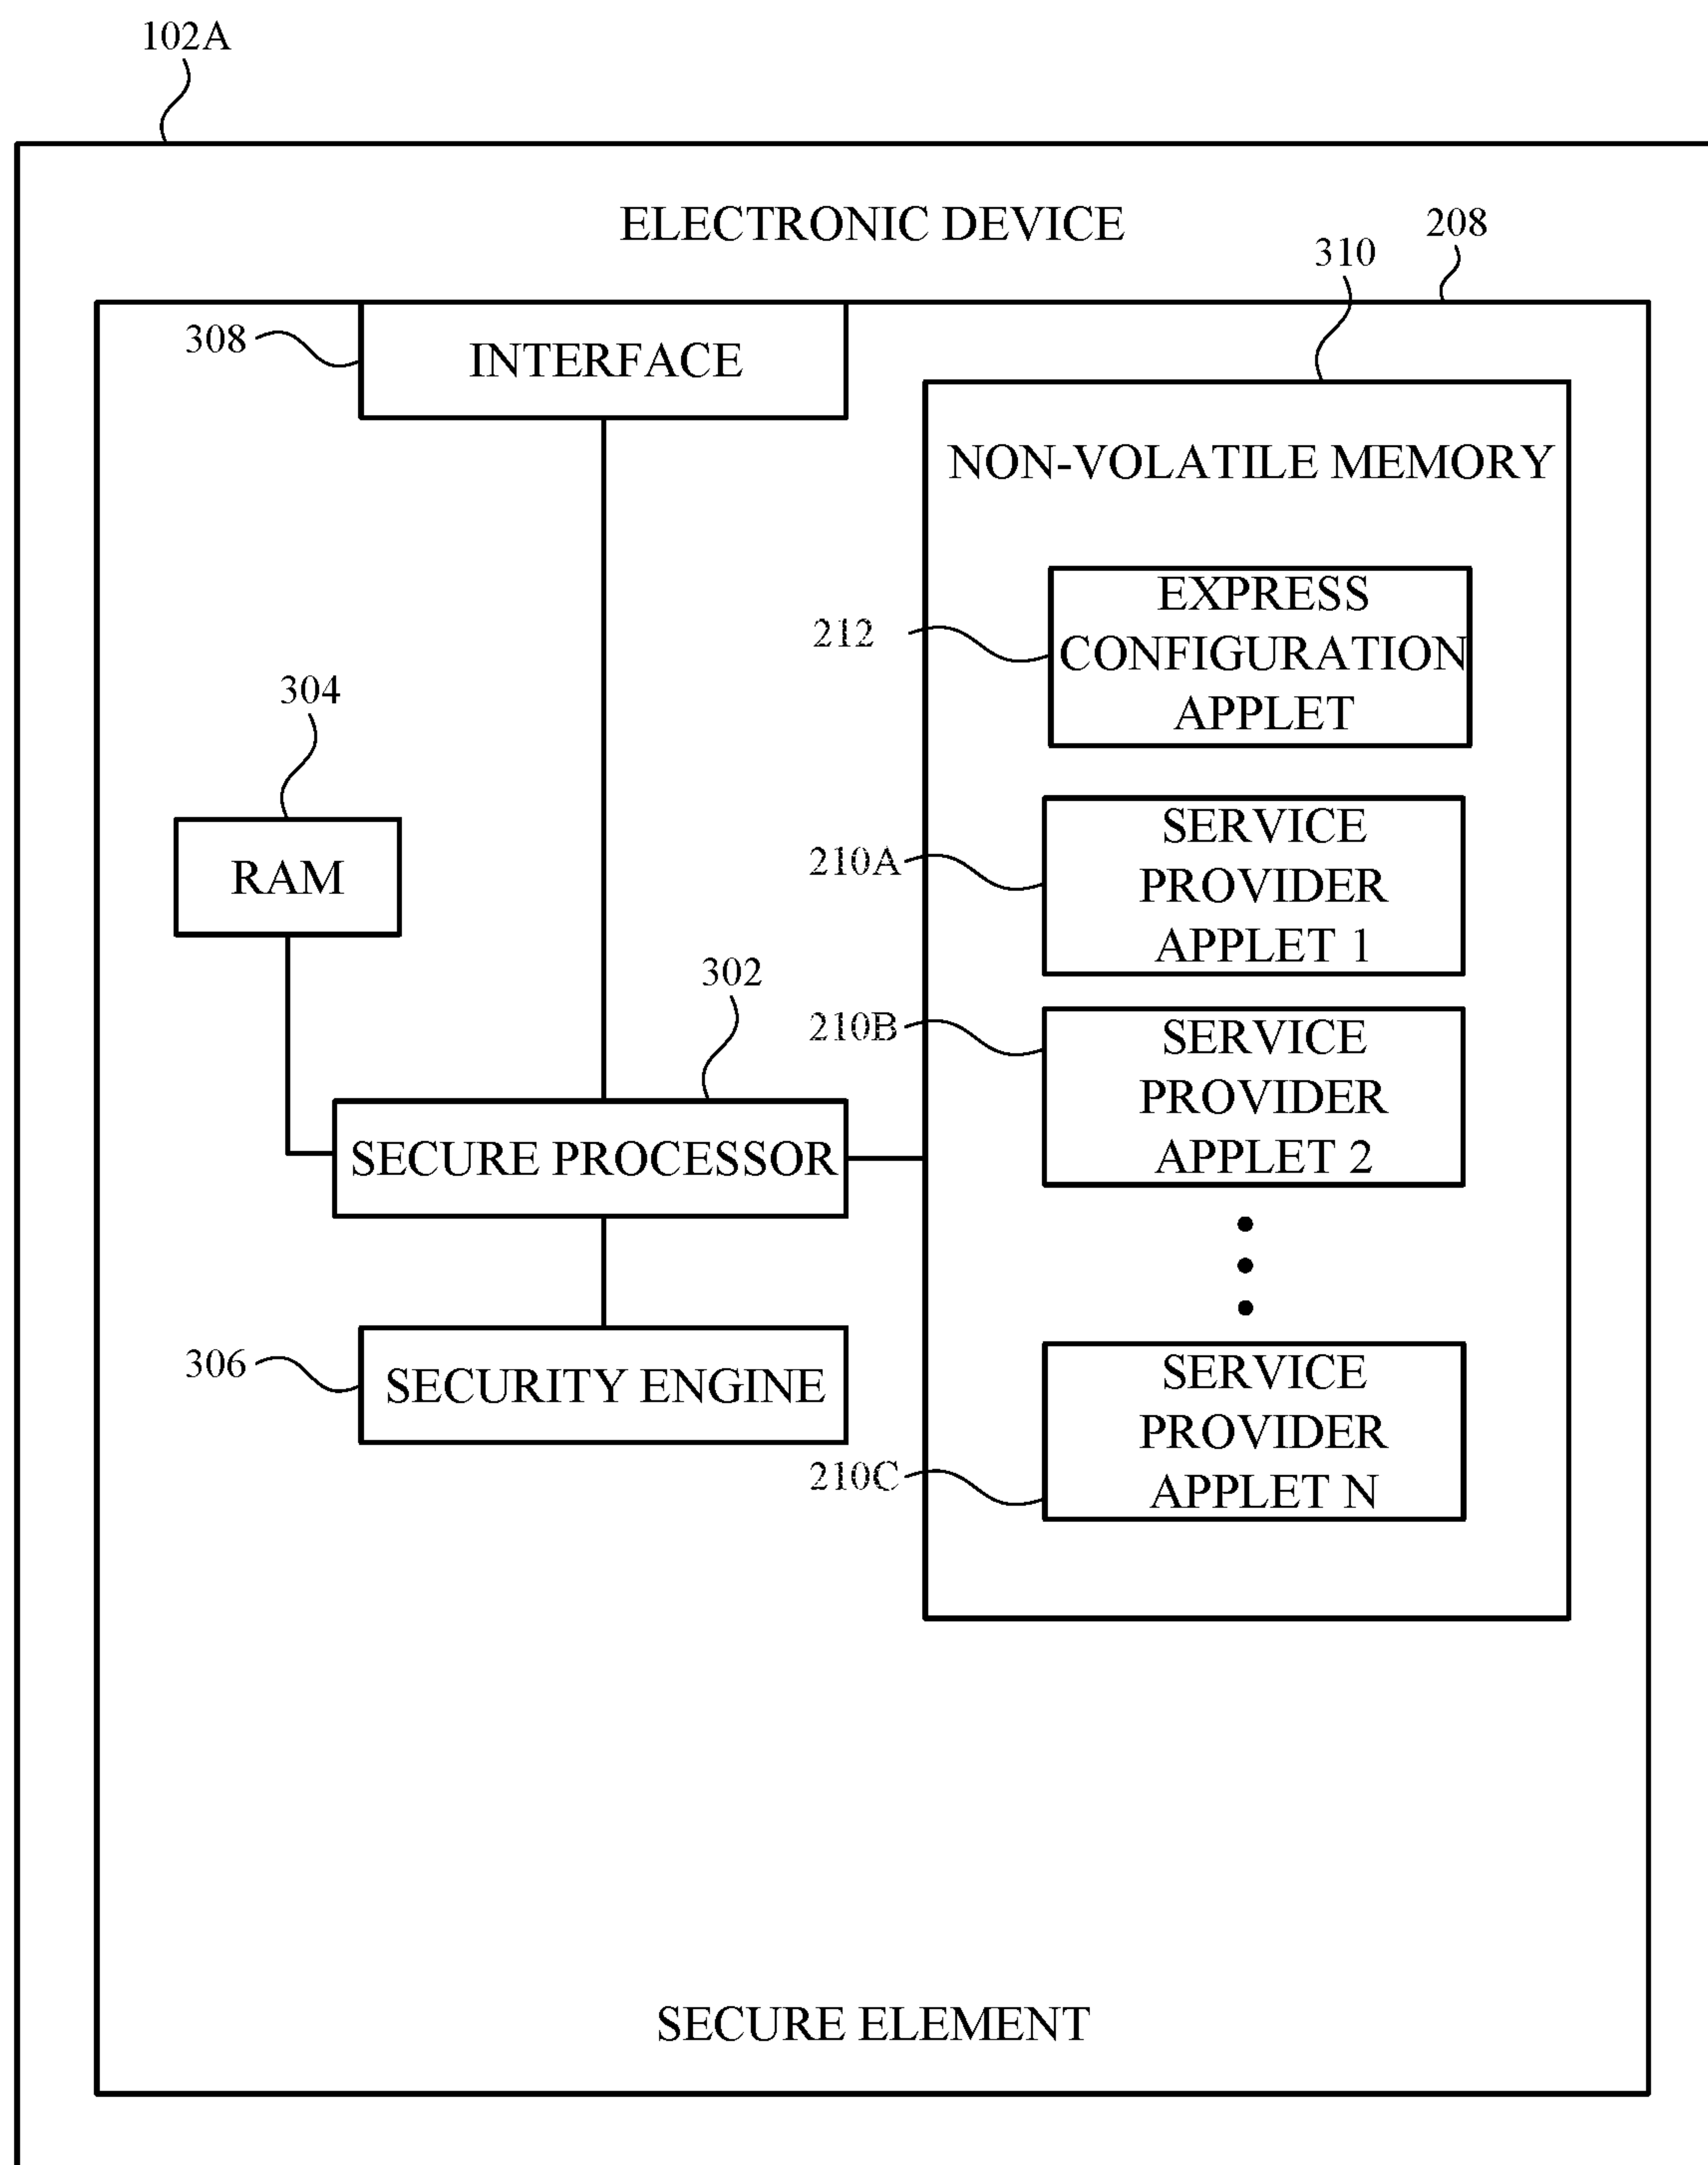 102A
ELECTRONIC DEVICE
208
310
308
INTERFACE
NON-VOLATILE MEMORY
EXPRESS
CONFIGURATION
APPLET
212
304
RAM
SERVICE
PROVIDER
APPLET 1
210A
302
SECURE PROCESSOR
210B
SERVICE
PROVIDER
APPLET 2
306
SECURITY ENGINE
SERVICE
PROVIDER
APPLET N
210C
SECURE ELEMENT